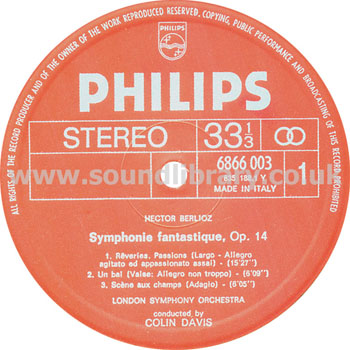 ALL RIGHTS OF THE RECORD PRODUCER AND OF THE OWNER OF THE WORK REPRODUCED RESERVED, COPYING, PUBLIC PERFORMANCE AND BROADCASTING OF THIS RECORD PROHIBITED
PHILIPS
PHILIPS
STEREO 33 1/3
6866 003
1
MADE IN ITALY
www.soundlibrary.co.uk
HECTOR BERLIOZ
Symphonie fantastique, Op. 14
1. Rêveries, Passions (Largo - Allegro
agitato ed appassionato assai) - (15'27")
2. Un bal (Valse: Allegro non troppo) - (6'09")
3. Scène aux champs (Adagio) - (6'05")
LONDON SYMPHONY ORCHESTRA
conducted by
COLIN DAVIS